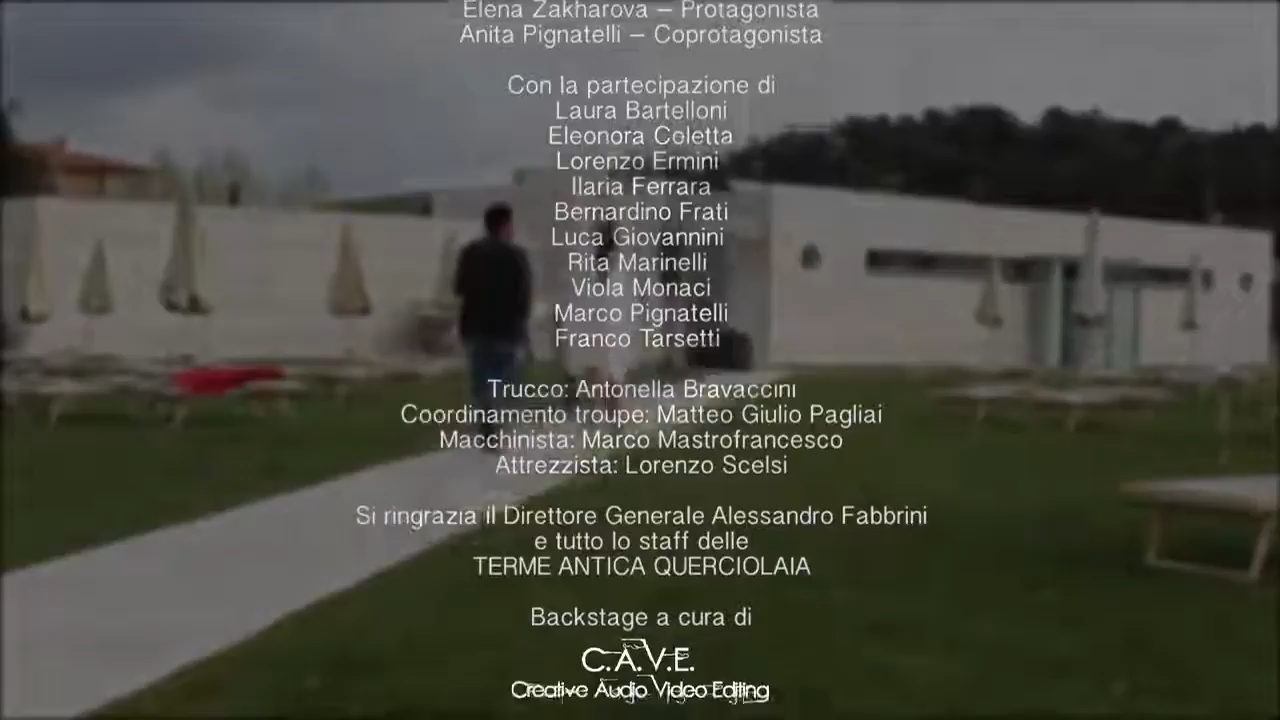 Elena Zakharova – Protagonista
Anita Pignatelli – Coprotagonista
Con la partecipazione di
Laura Bartelloni
Eleonora Coletta
Lorenzo Ermini
Ilaria Ferrara
Bernardino Frati
Luca Giovannini
Rita Marinelli
Viola Monaci
Marco Pignatelli
Franco Tarsetti
Trucco: Antonella Bravaccini
Coordinamento troupe: Matteo Giulio Pagliai
Macchinista: Marco Mastrofrancesco
Attrezzista: Lorenzo Scelsi
Si ringrazia il Direttore Generale Alessandro Fabbrini
e tutto lo staff delle
TERME ANTICA QUERCIOLAIA
Backstage a cura di
C.A.V.E.
Creative Audio Video Editing